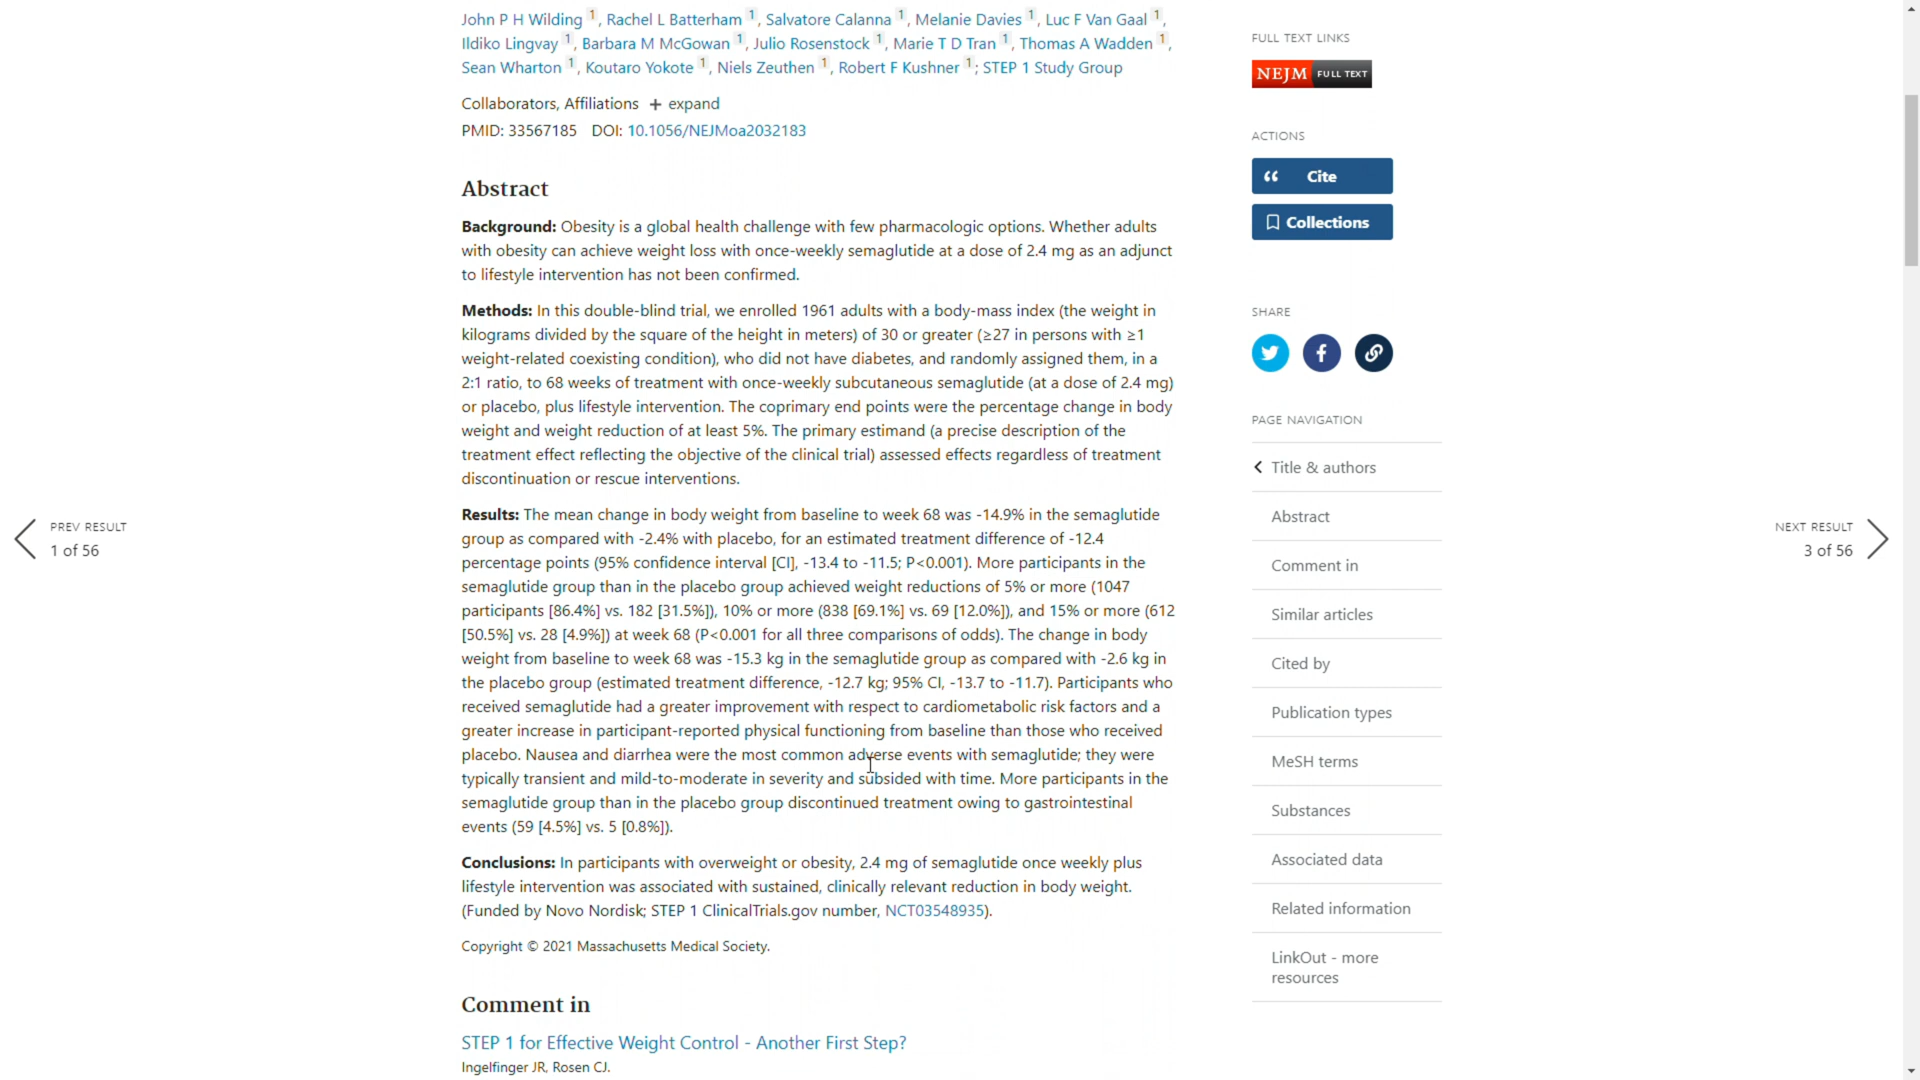 John P H Wilding 1, Rachel L Batterham 1, Salvatore Calanna 1, Melanie Davies 1, Luc F Van Gaal 1,
Ildiko Lingvay 1, Barbara M McGowan 1, Julio Rosenstock 1, Marie T D Tran 1, Thomas A Wadden 1,
Sean Wharton 1, Koutaro Yokote 1, Niels Zeuthen 1, Robert F Kushner 1; STEP 1 Study Group
Collaborators, Affiliations + expand
PMID: 33567185 DOI: 10.1056/NEJMoa2032183
Abstract
Background: Obesity is a global health challenge with few pharmacologic options. Whether adults
with obesity can achieve weight loss with once-weekly semaglutide at a dose of 2.4 mg as an adjunct
to lifestyle intervention has not been confirmed.
Methods: In this double-blind trial, we enrolled 1961 adults with a body-mass index (the weight in
kilograms divided by the square of the height in meters) of 30 or greater (≥27 in persons with ≥1
weight-related coexisting condition), who did not have diabetes, and randomly assigned them, in a
2:1 ratio, to 68 weeks of treatment with once-weekly subcutaneous semaglutide (at a dose of 2.4 mg)
or placebo, plus lifestyle intervention. The coprimary end points were the percentage change in body
weight and weight reduction of at least 5%. The primary estimand (a precise description of the
treatment effect reflecting the objective of the clinical trial) assessed effects regardless of treatment
discontinuation or rescue interventions.
Results: The mean change in body weight from baseline to week 68 was -14.9% in the semaglutide
group as compared with -2.4% with placebo, for an estimated treatment difference of -12.4
percentage points (95% confidence interval [CI], -13.4 to -11.5; P<0.001). More participants in the
semaglutide group than in the placebo group achieved weight reductions of 5% or more (1047
participants [86.4%] vs. 182 [31.5%]), 10% or more (838 [69.1%] vs. 69 [12.0%]), and 15% or more (612
[50.5%] vs. 28 [4.9%]) at week 68 (P<0.001 for all three comparisons of odds). The change in body
weight from baseline to week 68 was -15.3 kg in the semaglutide group as compared with -2.6 kg in
the placebo group (estimated treatment difference, -12.7 kg; 95% CI, -13.7 to -11.7). Participants who
received semaglutide had a greater improvement with respect to cardiometabolic risk factors and a
greater increase in participant-reported physical functioning from baseline than those who received
placebo. Nausea and diarrhea were the most common adverse events with semaglutide; they were
typically transient and mild-to-moderate in severity and subsided with time. More participants in the
semaglutide group than in the placebo group discontinued treatment owing to gastrointestinal
events (59 [4.5%] vs. 5 [0.8%]).
Conclusions: In participants with overweight or obesity, 2.4 mg of semaglutide once weekly plus
lifestyle intervention was associated with sustained, clinically relevant reduction in body weight.
(Funded by Novo Nordisk; STEP 1 ClinicalTrials.gov number, NCT03548935).
Copyright © 2021 Massachusetts Medical Society.
Comment in
STEP 1 for Effective Weight Control - Another First Step?
Ingelfinger JR, Rosen CJ.
PREV RESULT
1 of 56
NEXT RESULT
3 of 56
FULL TEXT LINKS
NEJM FULL TEXT
ACTIONS
Cite
Collections
SHARE
PAGE NAVIGATION
Title & authors
Abstract
Comment in
Similar articles
Cited by
Publication types
MeSH terms
Substances
Associated data
Related information
LinkOut - more
resources